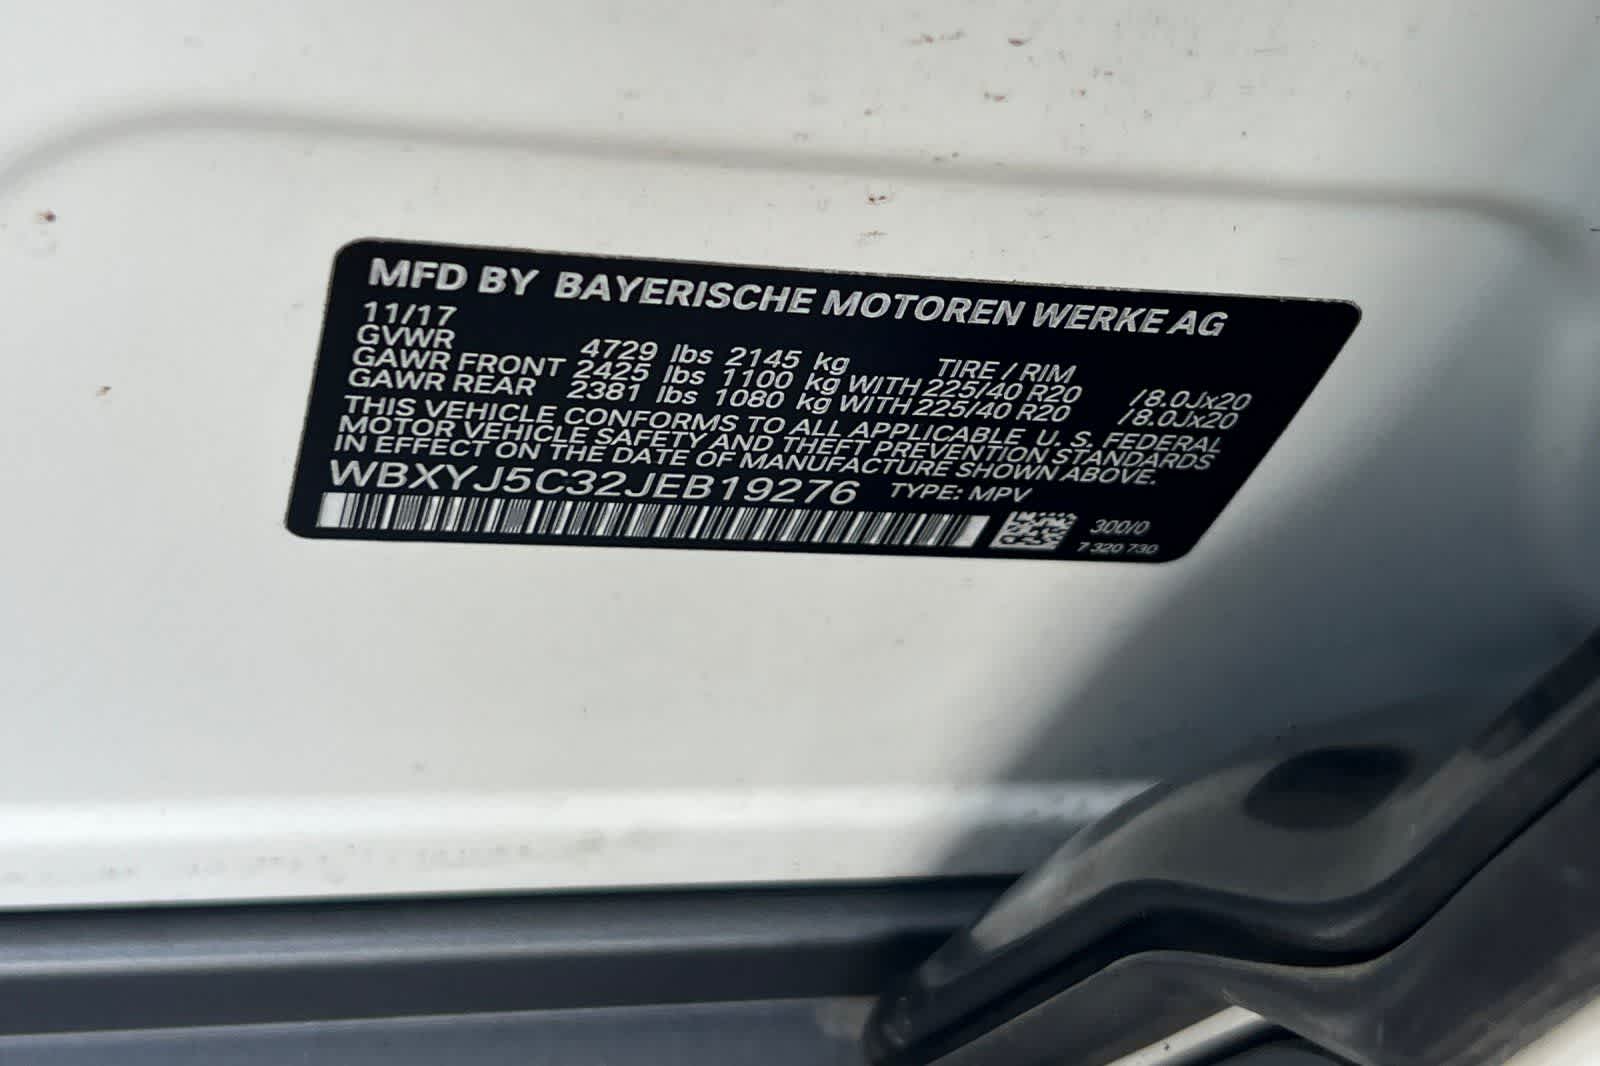 MFD BY BAYERISCHE MOTOREN WERKE AG
11/17
GVWR 4729 lbs 2145 kg TIRE / RIM
GAWR FRONT 2425 lbs 1100 kg WITH 225/40 R20 /8.0Jx20
GAWR REAR 2381 lbs 1080 kg WITH 225/40 R20 /8.0Jx20
THIS VEHICLE CONFORMS TO ALL APPLICABLE U. S. FEDERAL
MOTOR VEHICLE SAFETY AND THEFT PREVENTION STANDARDS
IN EFFECT ON THE DATE OF MANUFACTURE SHOWN ABOVE.
WBXYJ5C32JEB19276 TYPE: MPV
300/0
7 320 730